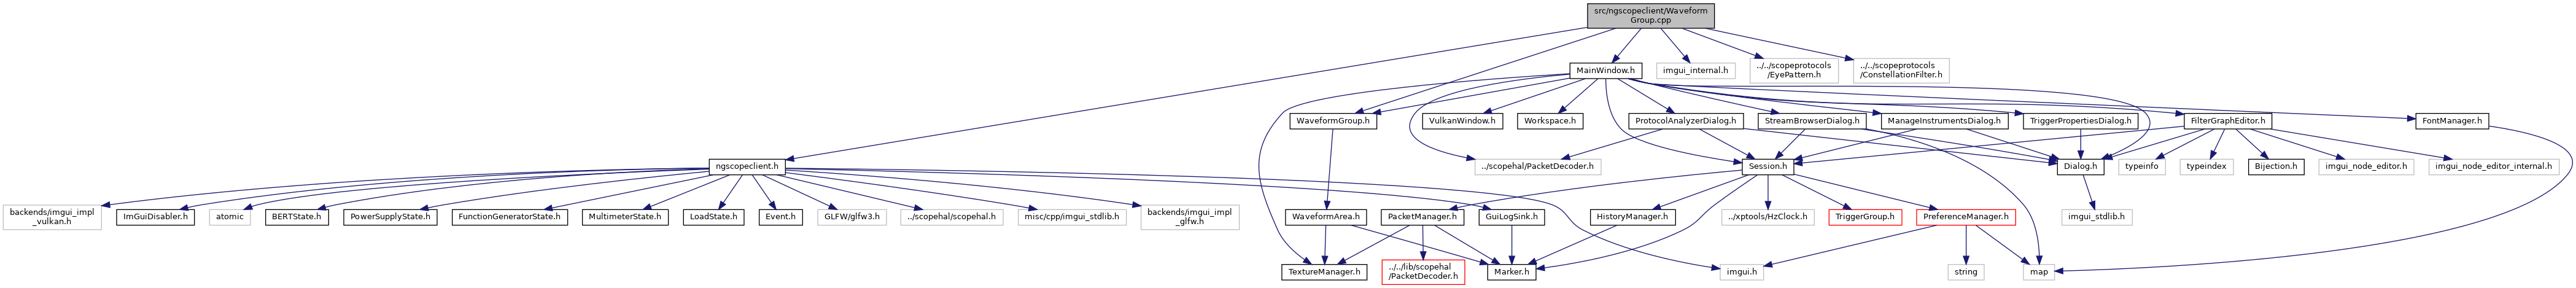 src/ngscopeclient/Waveform
Group.cpp
MainWindow.h
imgui_internal.h
../../scopeprotocols
/EyePattern.h
../../scopeprotocols
/ConstellationFilter.h
WaveformGroup.h
VulkanWindow.h
Workspace.h
ProtocolAnalyzerDialog.h
StreamBrowserDialog.h
ManageInstrumentsDialog.h
TriggerPropertiesDialog.h
FilterGraphEditor.h
FontManager.h
ngscopeclient.h
../scopehal/PacketDecoder.h
Session.h
Dialog.h
typeinfo
typeindex
Bijection.h
imgui_node_editor.h
imgui_node_editor_internal.h
backends/imgui_impl
_vulkan.h
ImGuiDisabler.h
atomic
BERTState.h
PowerSupplyState.h
FunctionGeneratorState.h
MultimeterState.h
LoadState.h
Event.h
GLFW/glfw3.h
../scopehal/scopehal.h
misc/cpp/imgui_stdlib.h
backends/imgui_impl
_glfw.h
WaveformArea.h
PacketManager.h
GuiLogSink.h
HistoryManager.h
../xptools/HzClock.h
TriggerGroup.h
PreferenceManager.h
imgui_stdlib.h
TextureManager.h
../../lib/scopehal
/PacketDecoder.h
Marker.h
imgui.h
string
map